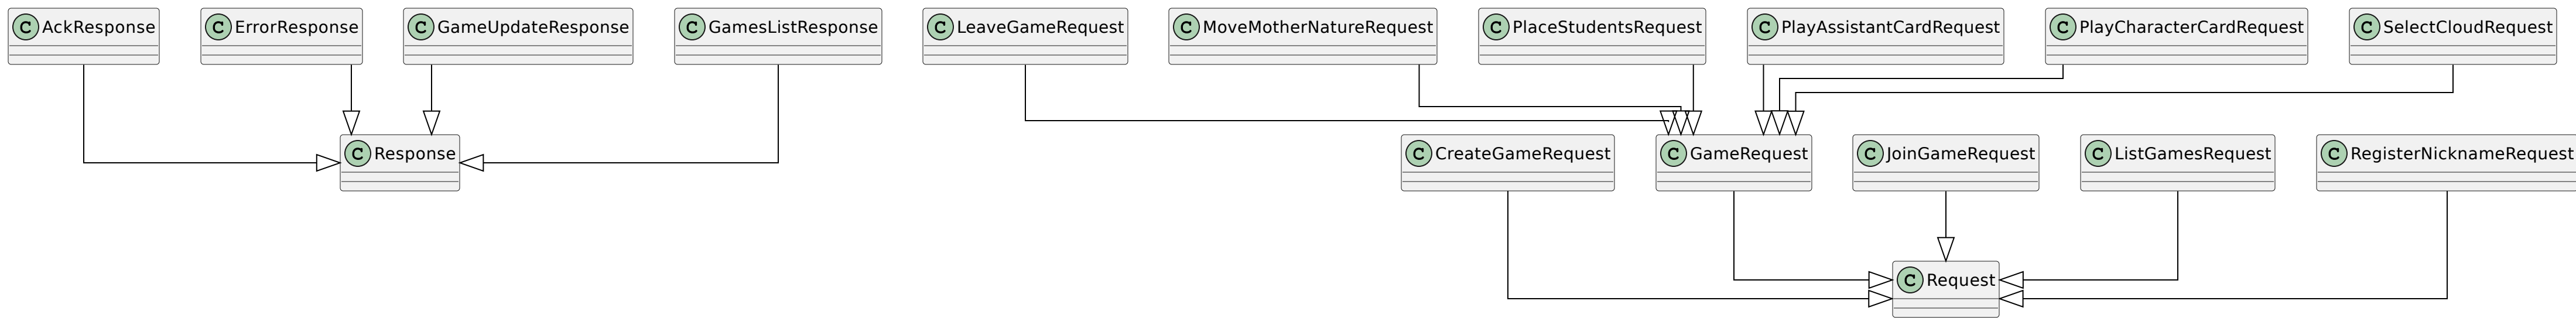 C AckResponse
C ErrorResponse
C GameUpdateResponse
C GamesListResponse
C LeaveGameRequest
C MoveMotherNatureRequest
C PlaceStudentsRequest
C PlayAssistantCardRequest
C PlayCharacterCardRequest
C SelectCloudRequest
C Response
C CreateGameRequest
C GameRequest
C JoinGameRequest
C ListGamesRequest
C RegisterNicknameRequest
C Request